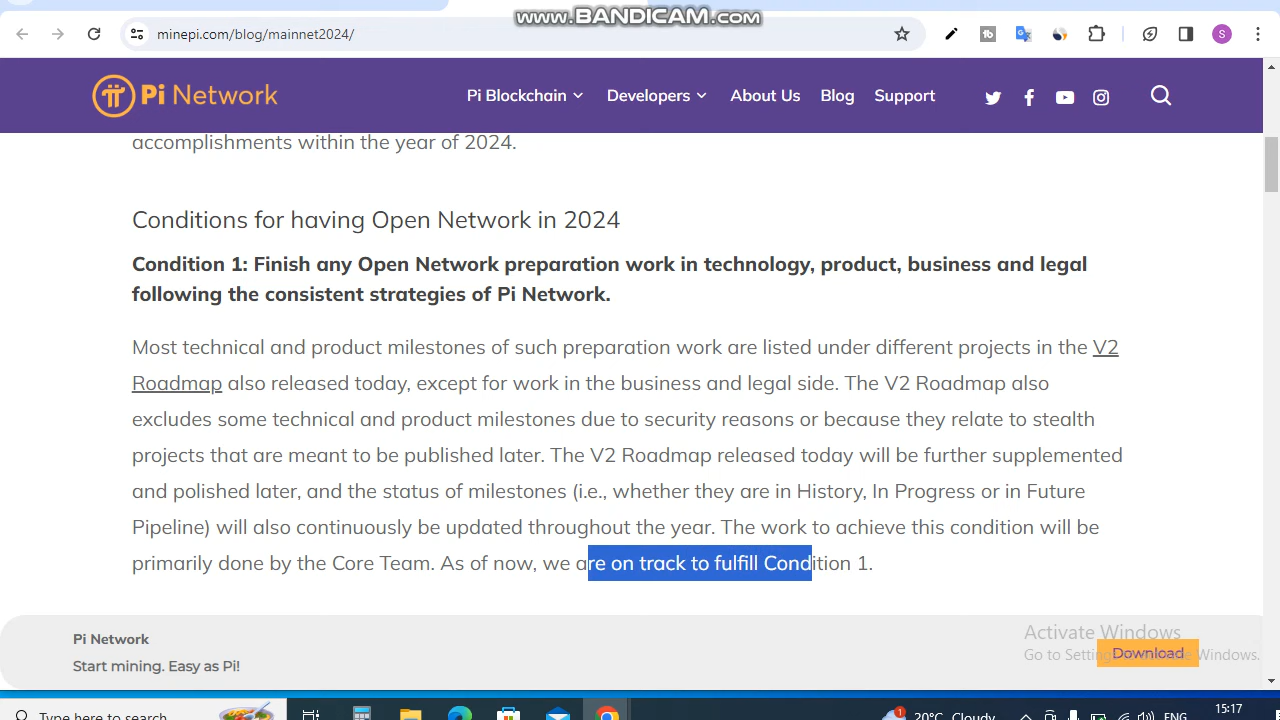 www.BANDICAM.com
minepi.com/blog/mainnet2024/
S
Pi Network
Pi Blockchain
Developers
About Us
Blog
Support
accomplishments within the year of 2024.
Conditions for having Open Network in 2024
Condition 1: Finish any Open Network preparation work in technology, product, business and legal
following the consistent strategies of Pi Network.
Most technical and product milestones of such preparation work are listed under different projects in the V2
Roadmap also released today, except for work in the business and legal side. The V2 Roadmap also
excludes some technical and product milestones due to security reasons or because they relate to stealth
projects that are meant to be published later. The V2 Roadmap released today will be further supplemented
and polished later, and the status of milestones (i.e., whether they are in History, In Progress or in Future
Pipeline) will also continuously be updated throughout the year. The work to achieve this condition will be
primarily done by the Core Team. As of now, we are on track to fulfill Condition 1.
Pi Network
Start mining. Easy as Pi!
Activate Windows
Go to Settings to activate Windows.
Download
Type here to search
1
20°C Cloudy
ENG
15:17